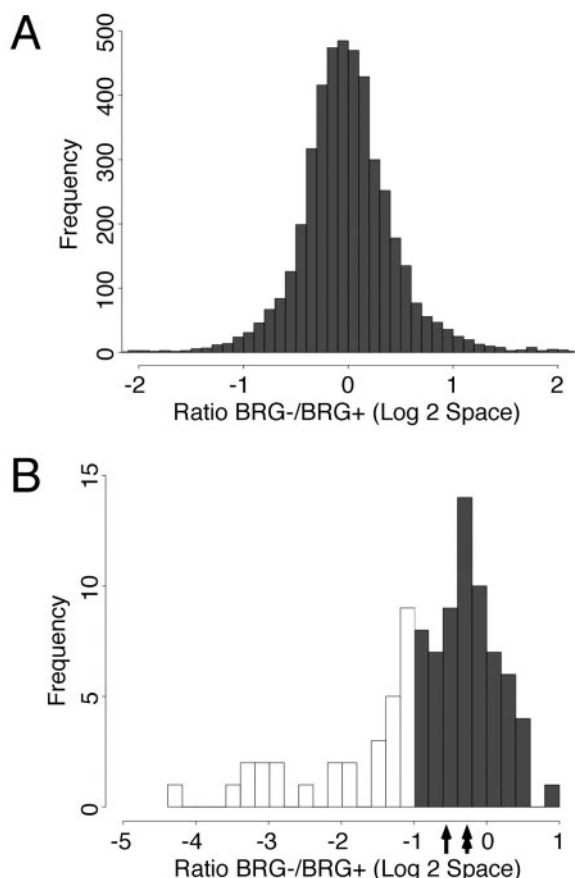 A
500
400
300
200
100
0
Frequency
-2 -1 0 1 2
Ratio BRG-/BRG+ (Log 2 Space)
B
15
10
5
0
Frequency
-5 -4 -3 -2 -1 0 1
Ratio BRG-/BRG+ (Log 2 Space)